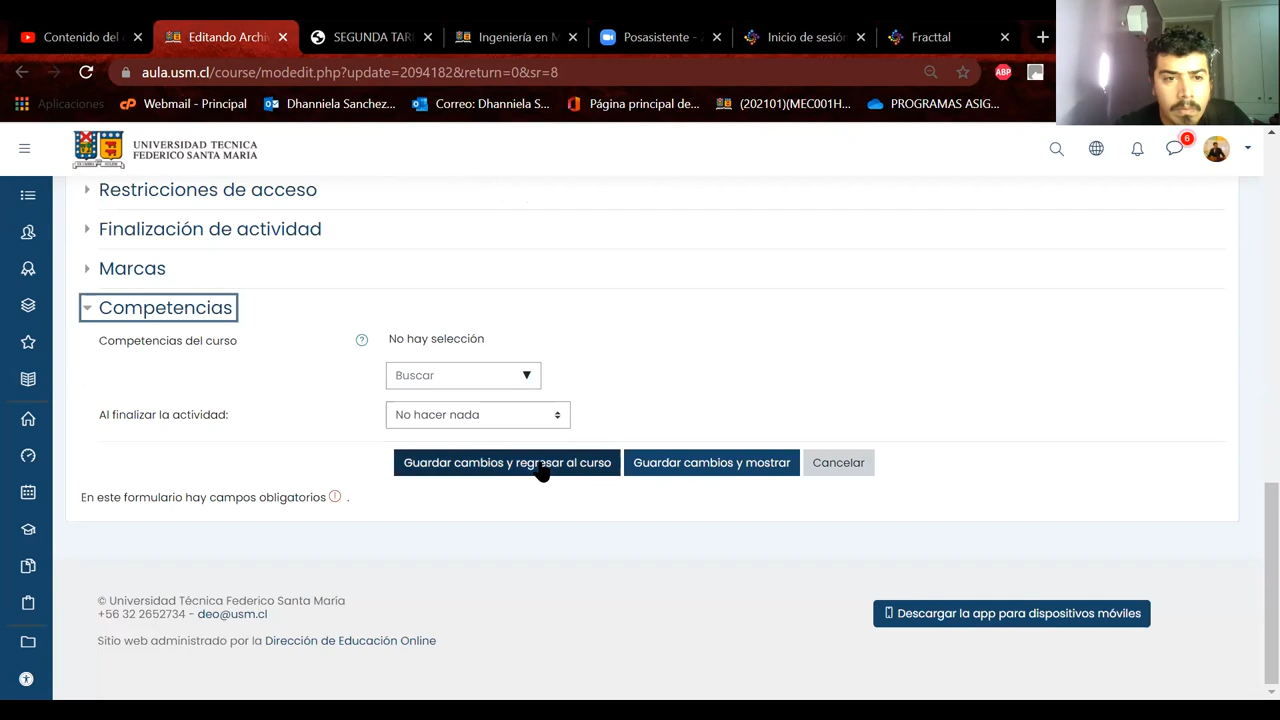 Contenido del c
Editando Archi
SEGUNDA TAR
Ingeniería en M
Posasistente - A
Inicio de sesión
Fracttal
aula.usm.cl/course/modedit.php?update=2094182&return=0&sr=8
ABP
Aplicaciones
Webmail - Principal
Dhanniela Sanchez...
Correo: Dhanniela S...
Página principal de...
(202101)(MEC001H...
PROGRAMAS ASIG...
UNIVERSIDAD TECNICA
FEDERICO SANTA MARIA
6
Restricciones de acceso
Finalización de actividad
Marcas
Competencias
Competencias del curso
No hay selección
Buscar
Al finalizar la actividad:
No hacer nada
Guardar cambios y regresar al curso
Guardar cambios y mostrar
Cancelar
En este formulario hay campos obligatorios .
© Universidad Técnica Federico Santa María
+56 32 2652734 - deo@usm.cl
Descargar la app para dispositivos móviles
Sitio web administrado por la Dirección de Educación Online